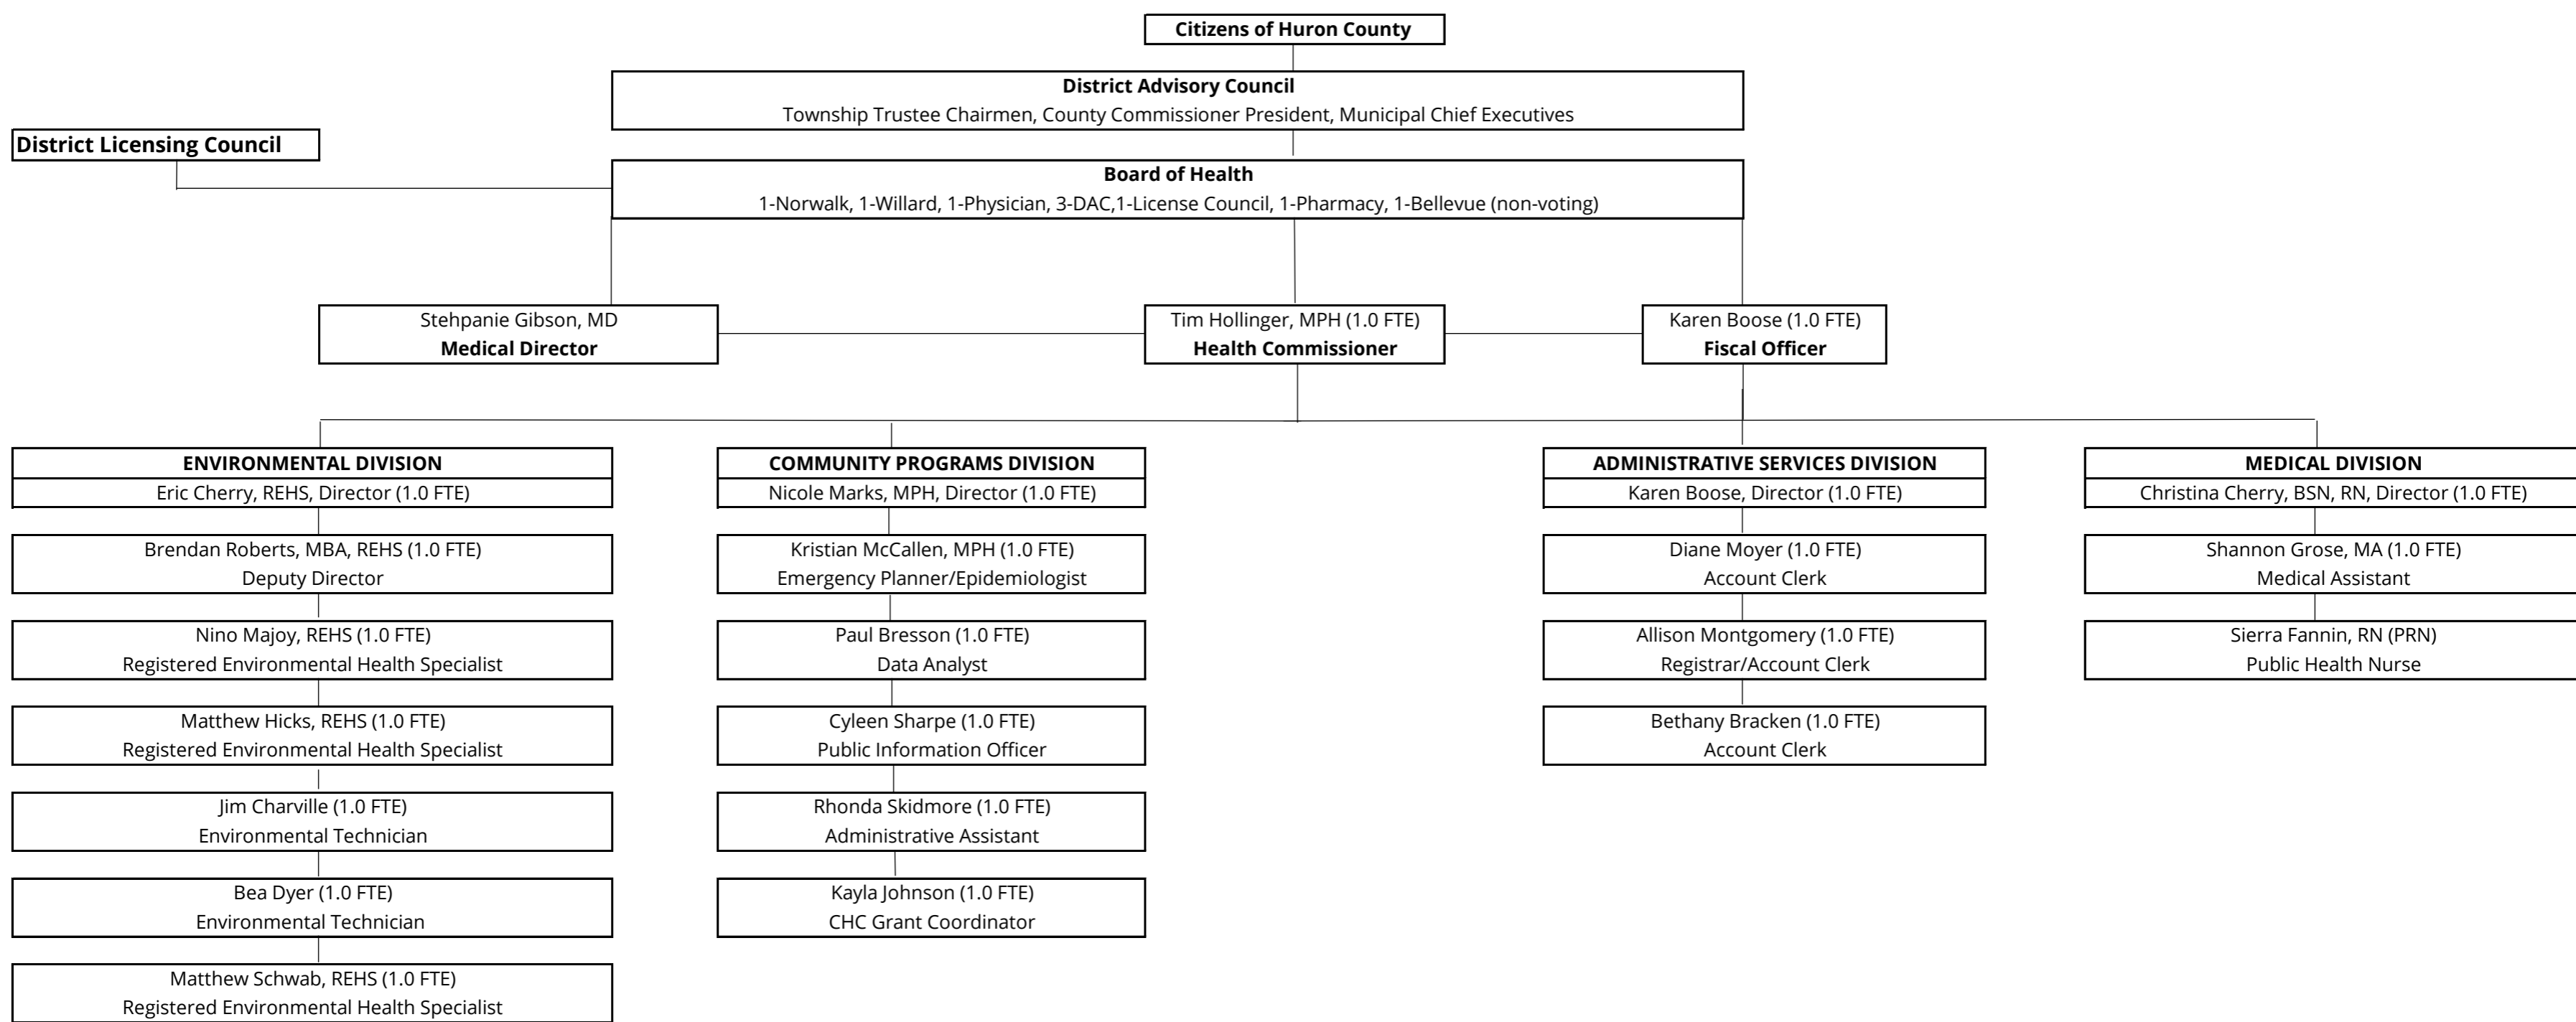 Citizens of Huron County
District Advisory Council
Township Trustee Chairmen, County Commissioner President, Municipal Chief Executives
District Licensing Council
Board of Health
1-Norwalk, 1-Willard, 1-Physician, 3-DAC,1-License Council, 1-Pharmacy, 1-Bellevue (non-voting)
Stehpanie Gibson, MD
Medical Director
Tim Hollinger, MPH (1.0 FTE)
Health Commissioner
Karen Boose (1.0 FTE)
Fiscal Officer
ENVIRONMENTAL DIVISION
Eric Cherry, REHS, Director (1.0 FTE)
Brendan Roberts, MBA, REHS (1.0 FTE)
Deputy Director
Nino Majoy, REHS (1.0 FTE)
Registered Environmental Health Specialist
Matthew Hicks, REHS (1.0 FTE)
Registered Environmental Health Specialist
Jim Charville (1.0 FTE)
Environmental Technician
Bea Dyer (1.0 FTE)
Environmental Technician
Matthew Schwab, REHS (1.0 FTE)
Registered Environmental Health Specialist
COMMUNITY PROGRAMS DIVISION
Nicole Marks, MPH, Director (1.0 FTE)
Kristian McCallen, MPH (1.0 FTE)
Emergency Planner/Epidemiologist
Paul Bresson (1.0 FTE)
Data Analyst
Cyleen Sharpe (1.0 FTE)
Public Information Officer
Rhonda Skidmore (1.0 FTE)
Administrative Assistant
Kayla Johnson (1.0 FTE)
CHC Grant Coordinator
ADMINISTRATIVE SERVICES DIVISION
Karen Boose, Director (1.0 FTE)
Diane Moyer (1.0 FTE)
Account Clerk
Allison Montgomery (1.0 FTE)
Registrar/Account Clerk
Bethany Bracken (1.0 FTE)
Account Clerk
MEDICAL DIVISION
Christina Cherry, BSN, RN, Director (1.0 FTE)
Shannon Grose, MA (1.0 FTE)
Medical Assistant
Sierra Fannin, RN (PRN)
Public Health Nurse